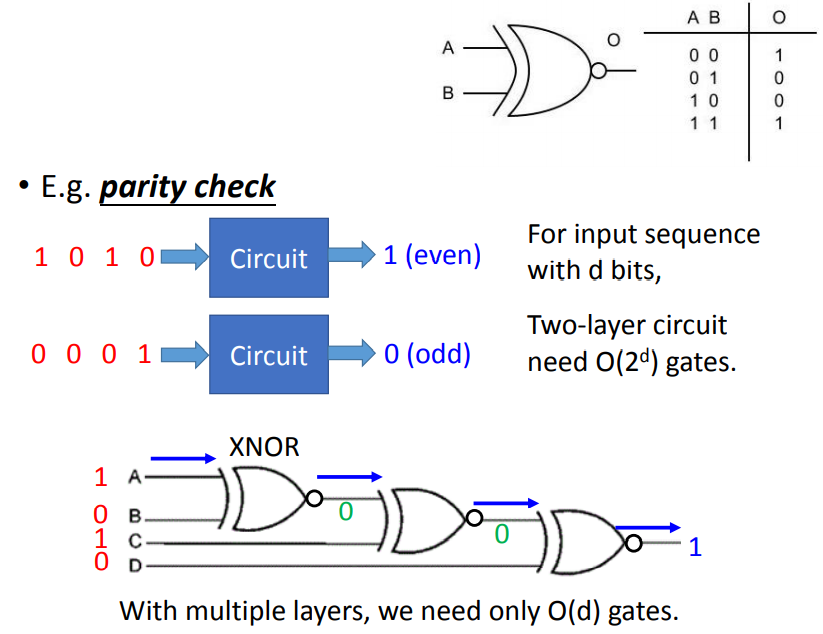 A B O
A O
0 0 1
0 1 0
B
1 0 0
1 1 1
• E.g. parity check
1 0 1 0 Circuit 1 (even)
For input sequence
with d bits,
0 0 0 1 Circuit 0 (odd)
Two-layer circuit
need O(2ᵈ) gates.
XNOR
1 A
0 B 0
1 C 0
0 D 1
With multiple layers, we need only O(d) gates.